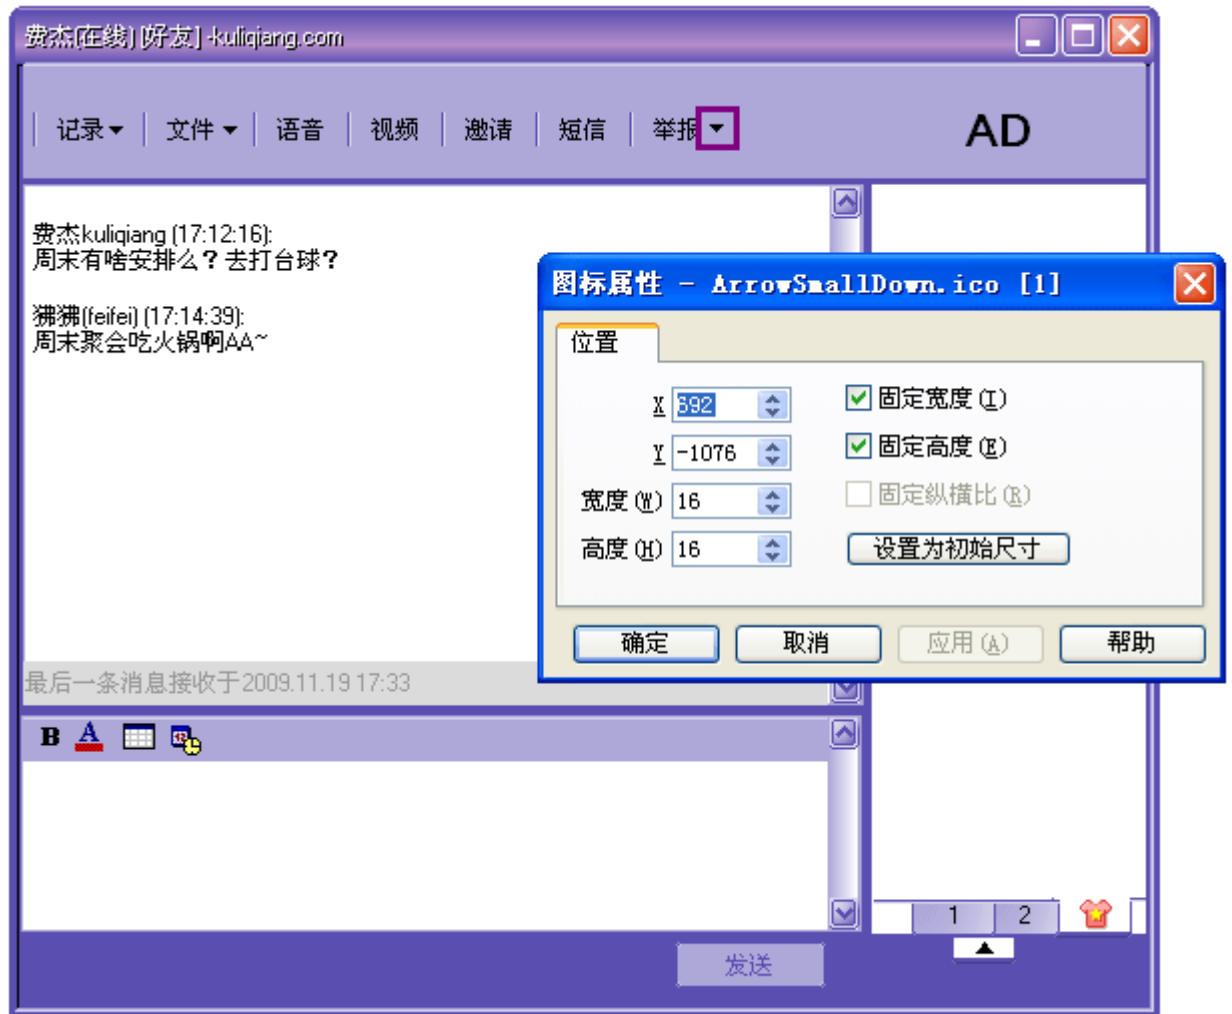 费杰(在线) [好友] -kuliqiang.com
记录 文件 语音 视频 邀请 短信 举报
AD
费杰kuliqiang (17:12:16):
周末有啥安排么？去打台球？
狒狒(feifei) (17:14:39):
周末聚会吃火锅啊AA~
图标属性 - ArrowSmallDown.ico [1]
位置
X 692
固定宽度(I)
Y -1076
固定高度(E)
宽度(W) 16
固定纵横比(R)
高度(H) 16
设置为初始尺寸
确定 取消 应用(A) 帮助
最后一条消息接收于2009.11.19 17:33
B A 12
1 2
发送